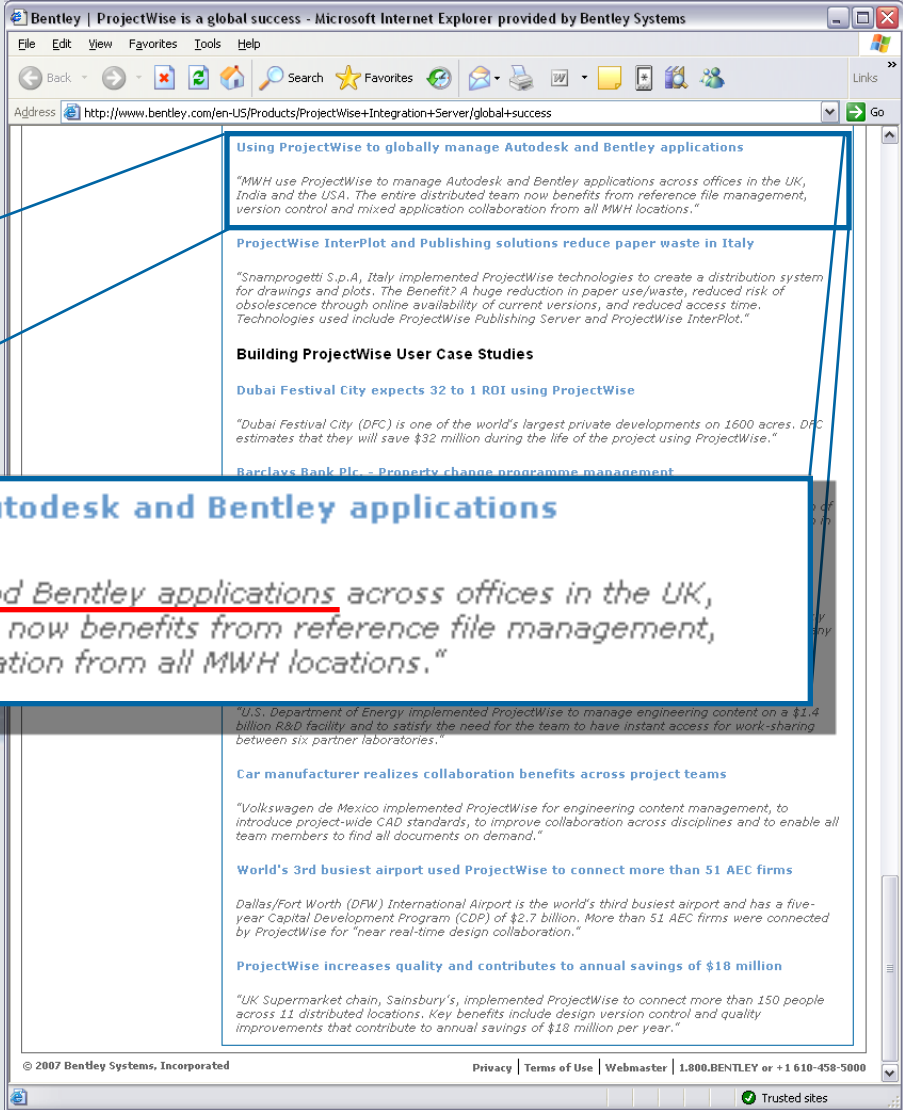 Bentley | ProjectWise is a global success - Microsoft Internet Explorer provided by Bentley Systems
File Edit View Favorites Tools Help
Back Search Favorites Links
Address http://www.bentley.com/en-US/Products/ProjectWise+Integration+Server/global+success Go
Using ProjectWise to globally manage Autodesk and Bentley applications
"MWH use ProjectWise to manage Autodesk and Bentley applications across offices in the UK,
India and the USA. The entire distributed team now benefits from reference file management,
version control and mixed application collaboration from all MWH locations."
ProjectWise InterPlot and Publishing solutions reduce paper waste in Italy
"Snamprogetti S.p.A, Italy implemented ProjectWise technologies to create a distribution system
for drawings and plots. The Benefit? A huge reduction in paper use/waste, reduced risk of
obsolescence through online availability of current versions, and reduced access time.
Technologies used include ProjectWise Publishing Server and ProjectWise InterPlot."
Building ProjectWise User Case Studies
Dubai Festival City expects 32 to 1 ROI using ProjectWise
"Dubai Festival City (DFC) is one of the world's largest private developments on 1600 acres. DFC
estimates that they will save $32 million during the life of the project using ProjectWise."
Barclays Bank Plc. - Property change programme management
utodesk and Bentley applications
d Bentley applications across offices in the UK,
now benefits from reference file management,
ation from all MWH locations."
"U.S. Department of Energy implemented ProjectWise to manage engineering content on a $1.4
billion R&D facility and to satisfy the need for the team to have instant access for work-sharing
between six partner laboratories."
Car manufacturer realizes collaboration benefits across project teams
"Volkswagen de Mexico implemented ProjectWise for engineering content management, to
introduce project-wide CAD standards, to improve collaboration across disciplines and to enable all
team members to find all documents on demand."
World's 3rd busiest airport used ProjectWise to connect more than 51 AEC firms
Dallas/Fort Worth (DFW) International Airport is the world's third busiest airport and has a five-
year Capital Development Program (CDP) of $2.7 billion. More than 51 AEC firms were connected
by ProjectWise for "near real-time design collaboration."
ProjectWise increases quality and contributes to annual savings of $18 million
"UK Supermarket chain, Sainsbury's, implemented ProjectWise to connect more than 150 people
across 11 distributed locations. Key benefits include design version control and quality
improvements that contribute to annual savings of $18 million per year."
© 2007 Bentley Systems, Incorporated Privacy | Terms of Use | Webmaster | 1.800.BENTLEY or +1 610-458-5000
Trusted sites